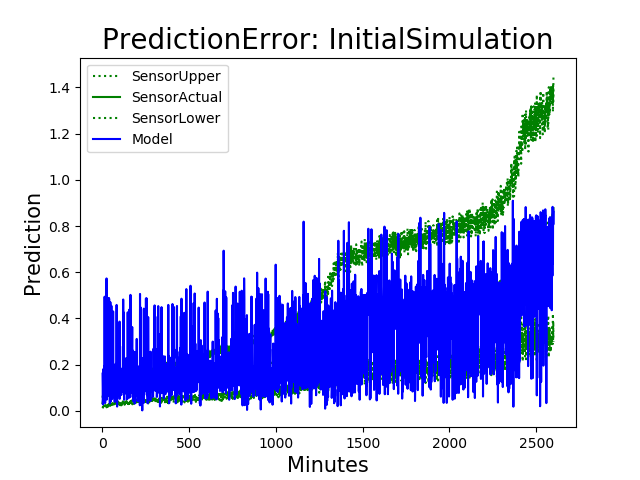 PredictionError: InitialSimulation
SensorUpper
SensorActual
SensorLower
Model
Prediction
1.4
1.2
1.0
0.8
0.6
0.4
0.2
0.0
0 500 1000 1500 2000 2500
Minutes